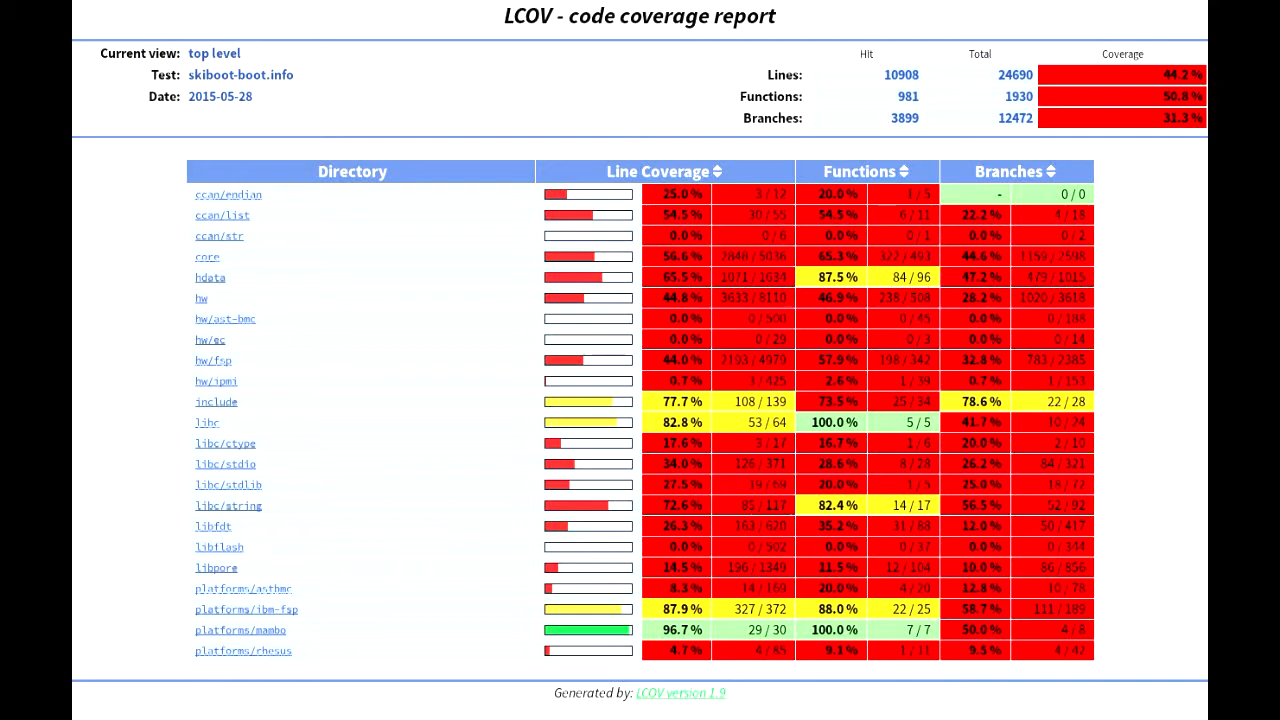 LCOV - code coverage report
Current view: top level Hit Total Coverage
Test: skiboot-boot.info Lines: 10908 24690 44.2 %
Date: 2015-05-28 Functions: 981 1930 50.8 %
Branches: 3899 12472 31.3 %
Directory Line Coverage Functions Branches
ccan/endian 25.0 % 3 / 12 20.0 % 1 / 5 - 0 / 0
ccan/list 54.5 % 30 / 55 54.5 % 6 / 11 22.2 % 4 / 18
ccan/str 0.0 % 0 / 6 0.0 % 0 / 1 0.0 % 0 / 2
core 56.6 % 2848 / 5036 65.3 % 322 / 493 44.6 % 1159 / 2598
hdata 65.5 % 1071 / 1634 87.5 % 84 / 96 47.2 % 479 / 1015
hw 44.8 % 3633 / 8110 46.9 % 238 / 508 28.2 % 1020 / 3618
hw/ast-bmc 0.0 % 0 / 500 0.0 % 0 / 45 0.0 % 0 / 188
hw/ec 0.0 % 0 / 29 0.0 % 0 / 3 0.0 % 0 / 14
hw/fsp 44.0 % 2193 / 4979 57.9 % 198 / 342 32.8 % 783 / 2385
hw/ipmi 0.7 % 3 / 425 2.6 % 1 / 39 0.7 % 1 / 153
include 77.7 % 108 / 139 73.5 % 25 / 34 78.6 % 22 / 28
libc 82.8 % 53 / 64 100.0 % 5 / 5 41.7 % 10 / 24
libc/ctype 17.6 % 3 / 17 16.7 % 1 / 6 20.0 % 2 / 10
libc/stdio 34.0 % 126 / 371 28.6 % 8 / 28 26.2 % 84 / 321
libc/stdlib 27.5 % 19 / 69 20.0 % 1 / 5 25.0 % 18 / 72
libc/string 72.6 % 85 / 117 82.4 % 14 / 17 56.5 % 52 / 92
libfdt 26.3 % 163 / 620 35.2 % 31 / 88 12.0 % 50 / 417
libflash 0.0 % 0 / 502 0.0 % 0 / 37 0.0 % 0 / 344
libpore 14.5 % 196 / 1349 11.5 % 12 / 104 10.0 % 86 / 856
platforms/astbmc 8.3 % 14 / 169 20.0 % 4 / 20 12.8 % 10 / 78
platforms/ibm-fsp 87.9 % 327 / 372 88.0 % 22 / 25 58.7 % 111 / 189
platforms/mambo 96.7 % 29 / 30 100.0 % 7 / 7 50.0 % 4 / 8
platforms/rhesus 4.7 % 4 / 85 9.1 % 1 / 11 9.5 % 4 / 42
Generated by: LCOV version 1.9